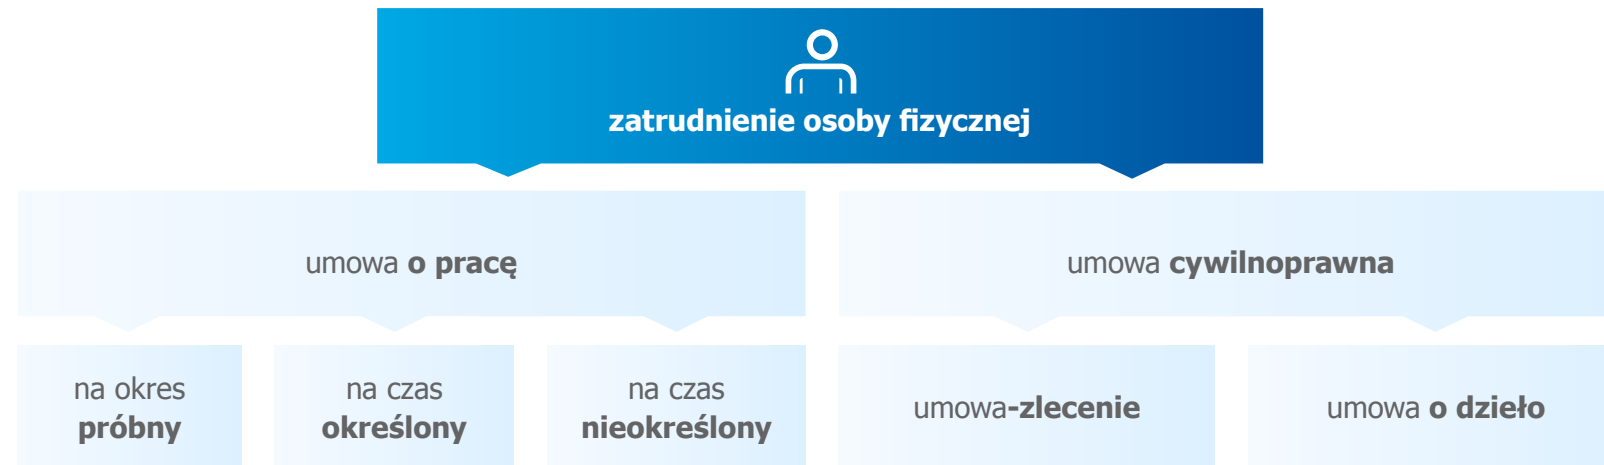 zatrudnienie osoby fizycznej
umowa o pracę
umowa cywilnoprawna
na okres
próbny
na czas
określony
na czas
nieokreślony
umowa-zlecenie
umowa o dzieło